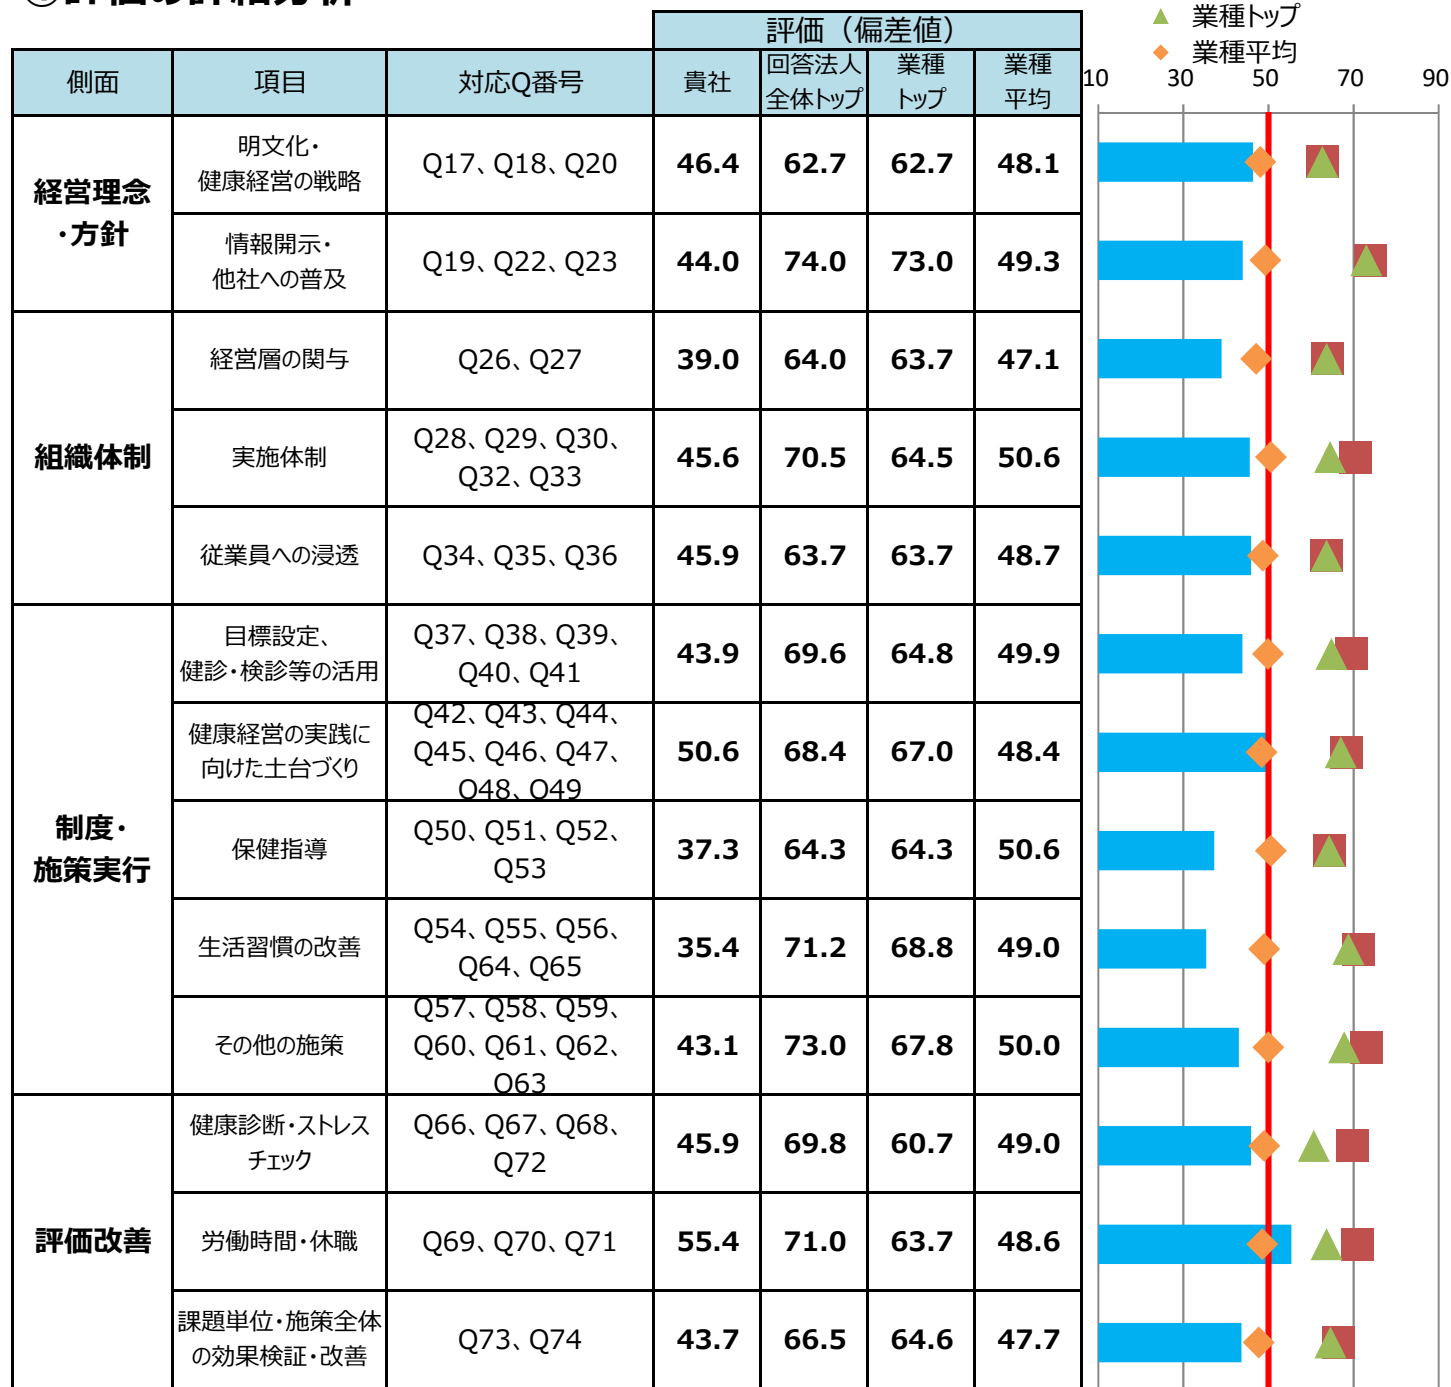 評価（偏差値）
側面 項目 対応Q番号 貴社 回答法人 業種 業種
全体トップ トップ 平均
▲ 業種トップ
◆ 業種平均
10 30 50 70 90
経営理念
・方針
明文化・
健康経営の戦略
Q17、Q18、Q20
46.4 62.7 62.7 48.1
情報開示・
他社への普及
Q19、Q22、Q23
44.0 74.0 73.0 49.3
組織体制
経営層の関与
Q26、Q27
39.0 64.0 63.7 47.1
実施体制
Q28、Q29、Q30、
Q32、Q33
45.6 70.5 64.5 50.6
従業員への浸透
Q34、Q35、Q36
45.9 63.7 63.7 48.7
制度・
施策実行
目標設定、
健診・検診等の活用
Q37、Q38、Q39、
Q40、Q41
43.9 69.6 64.8 49.9
健康経営の実践に
向けた土台づくり
Q42、Q43、Q44、
Q45、Q46、Q47、
Q48、Q49
50.6 68.4 67.0 48.4
保健指導
Q50、Q51、Q52、
Q53
37.3 64.3 64.3 50.6
生活習慣の改善
Q54、Q55、Q56、
Q64、Q65
35.4 71.2 68.8 49.0
その他の施策
Q57、Q58、Q59、
Q60、Q61、Q62、
Q63
43.1 73.0 67.8 50.0
評価改善
健康診断・ストレス
チェック
Q66、Q67、Q68、
Q72
45.9 69.8 60.7 49.0
労働時間・休職
Q69、Q70、Q71
55.4 71.0 63.7 48.6
課題単位・施策全体
の効果検証・改善
Q73、Q74
43.7 66.5 64.6 47.7